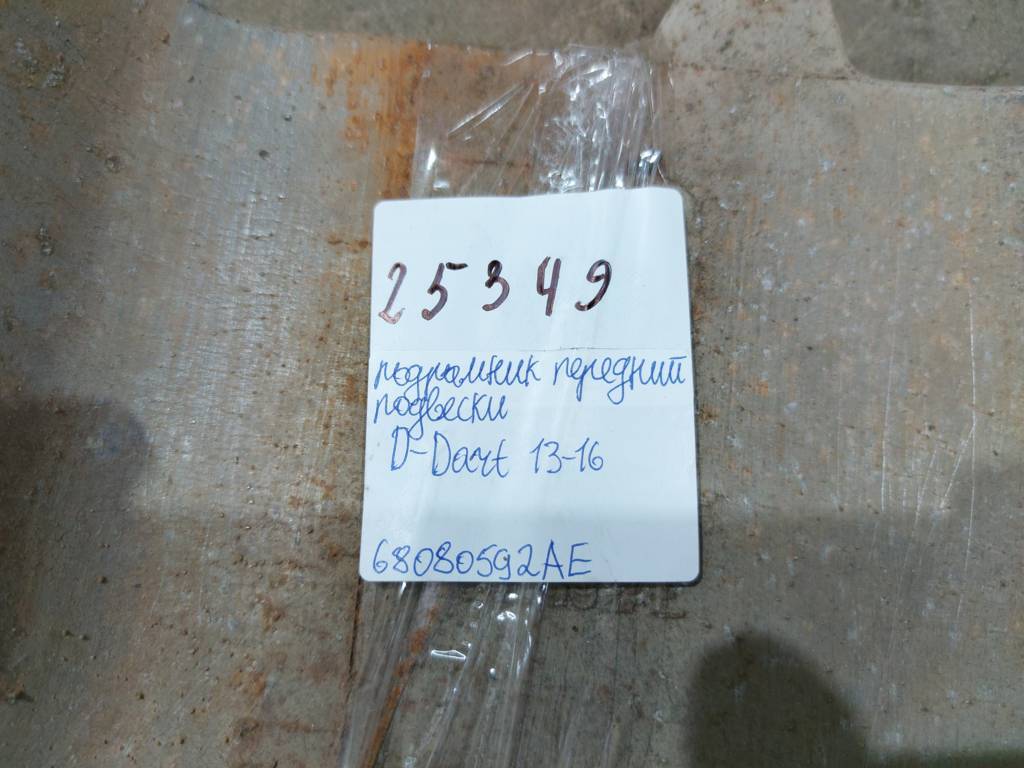 25349
подрамник передний
подвески
D-Dart 13-16
68080592AE